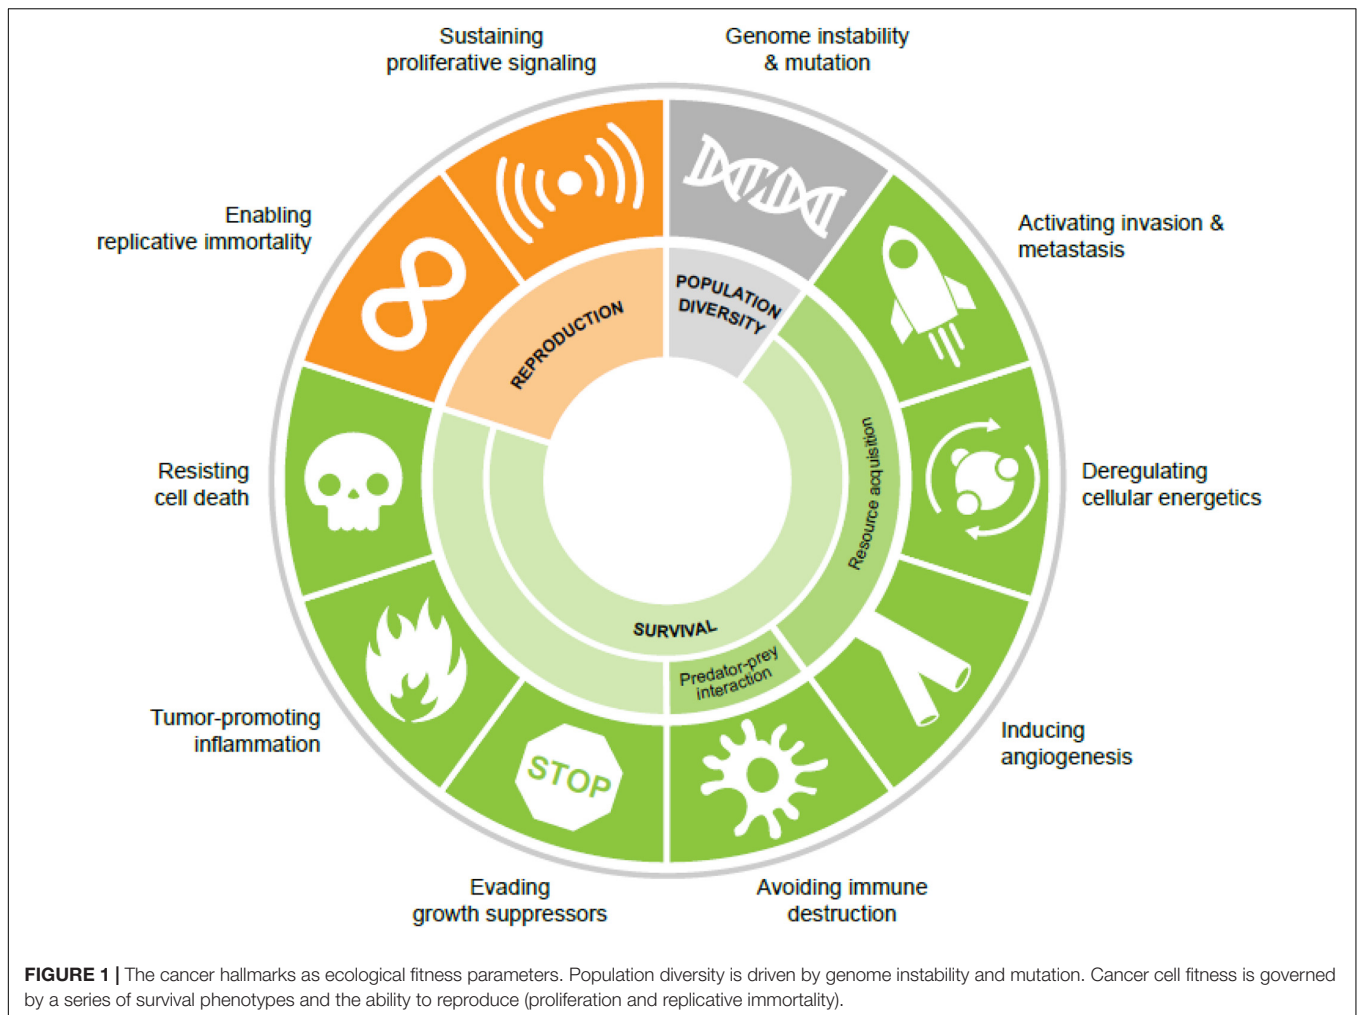 Sustaining
proliferative signaling
Genome instability
& mutation
Enabling
replicative immortality
Activating invasion &
metastasis
POPULATION
DIVERSITY
REPRODUCTION
Resource acquisition
Resisting
cell death
Deregulating
cellular energetics
SURVIVAL
Predator-prey
interaction
Tumor-promoting
inflammation
Inducing
angiogenesis
STOP
Evading
growth suppressors
Avoiding immune
destruction
FIGURE 1 | The cancer hallmarks as ecological fitness parameters. Population diversity is driven by genome instability and mutation. Cancer cell fitness is governed
by a series of survival phenotypes and the ability to reproduce (proliferation and replicative immortality).